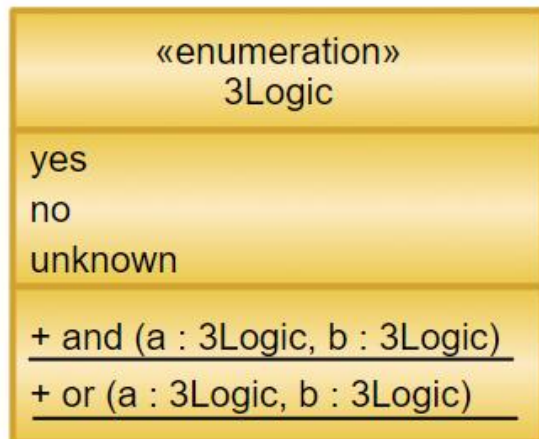 «enumeration»
3Logic
yes
no
unknown
+ and (a : 3Logic, b : 3Logic)
+ or (a : 3Logic, b : 3Logic)